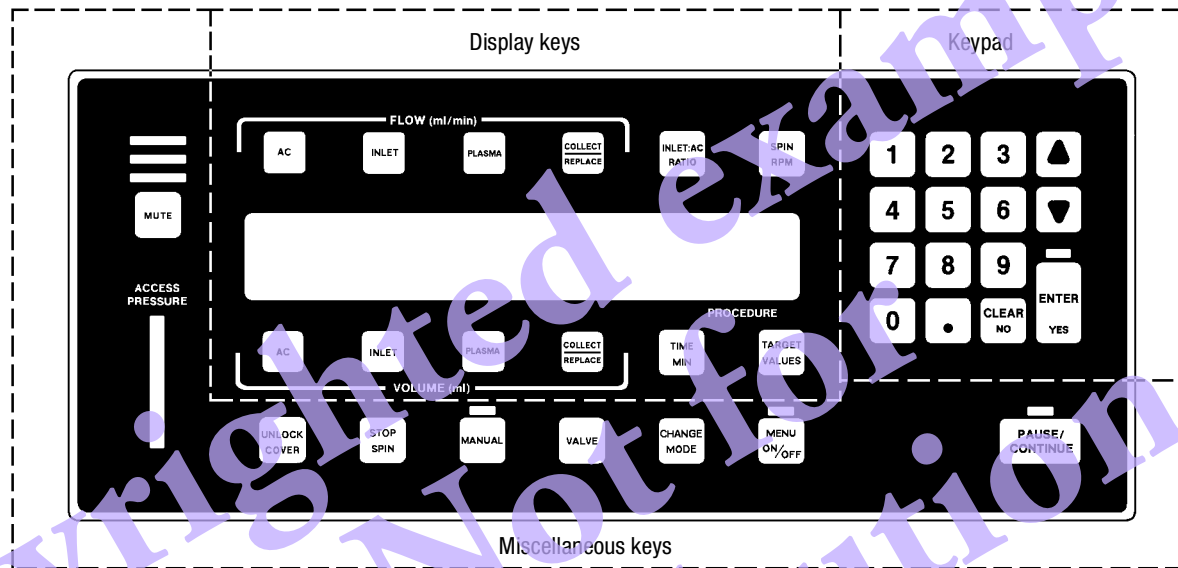 Display keys
Keypad
FLOW (ml/min)
AC
INLET
PLASMA
COLLECT
REPLACE
INLET:AC
RATIO
SPIN
RPM
1
2
3
MUTE
4
5
6
7
8
9
ENTER
YES
0
.
CLEAR
NO
ACCESS
PRESSURE
PROCEDURE
AC
INLET
PLASMA
COLLECT
REPLACE
TIME
MIN
TARGET
VALUES
VOLUME (ml)
UNLOCK
COVER
STOP
SPIN
MANUAL
VALVE
CHANGE
MODE
MENU
ON/OFF
PAUSE/
CONTINUE
Miscellaneous keys
Not for